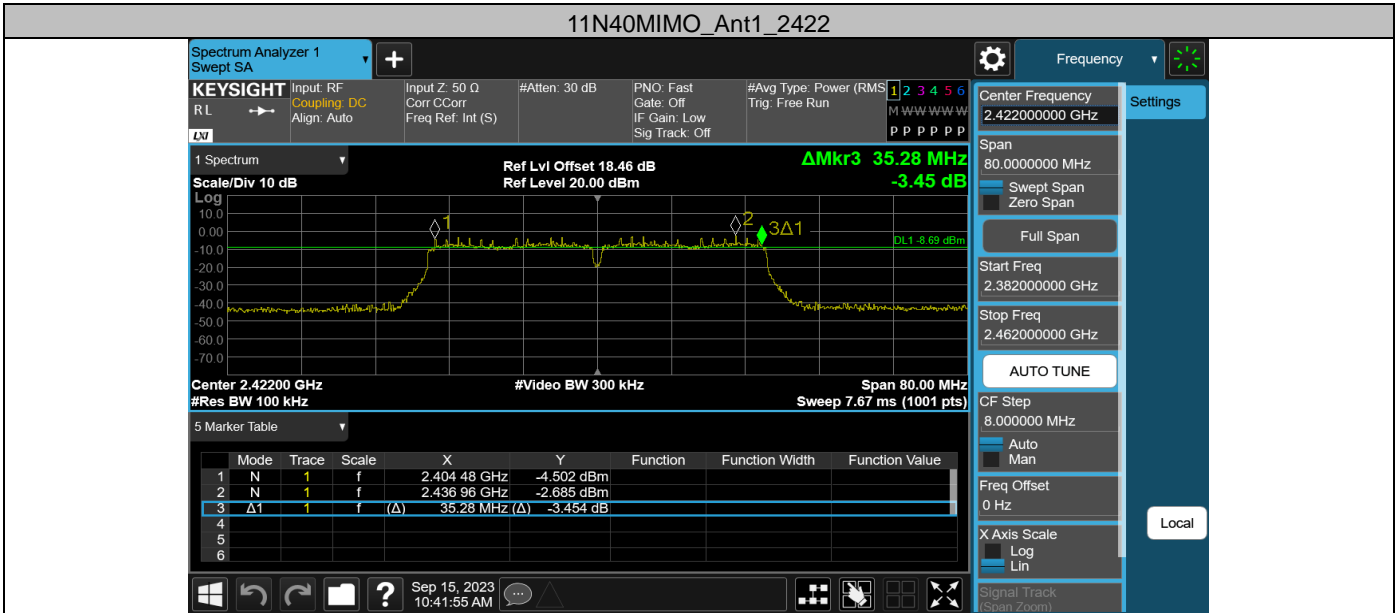 11N40MIMO_Ant1_2422
Spectrum Analyzer 1
Swept SA
Frequency
KEYSIGHT
R L
LXI
Input: RF
Coupling: DC
Align: Auto
Input Z: 50 Ω
Corr CCorr
Freq Ref: Int (S)
#Atten: 30 dB
PNO: Fast
Gate: Off
IF Gain: Low
Sig Track: Off
#Avg Type: Power (RMS
Trig: Free Run
1 2 3 4 5 6
M W W W W W
P P P P P P
1 Spectrum
Scale/Div 10 dB
Ref Lvl Offset 18.46 dB
Ref Level 20.00 dBm
ΔMkr3 35.28 MHz
-3.45 dB
Log
10.0
0.00
-10.0
-20.0
-30.0
-40.0
-50.0
-60.0
-70.0
1
2
3Δ1
DL1 -8.69 dBm
Center 2.42200 GHz
#Video BW 300 kHz
Span 80.00 MHz
#Res BW 100 kHz
Sweep 7.67 ms (1001 pts)
5 Marker Table
Mode Trace Scale X Y Function Function Width Function Value
1 N 1 f 2.404 48 GHz -4.502 dBm
2 N 1 f 2.436 96 GHz -2.685 dBm
3 Δ1 1 f (Δ) 35.28 MHz (Δ) -3.454 dB
4
5
6
?
Sep 15, 2023
10:41:55 AM
Center Frequency
2.422000000 GHz
Span
80.0000000 MHz
Swept Span
Zero Span
Full Span
Start Freq
2.382000000 GHz
Stop Freq
2.462000000 GHz
AUTO TUNE
CF Step
8.000000 MHz
Auto
Man
Freq Offset
0 Hz
X Axis Scale
Log
Lin
Signal Track
(Span Zoom)
Settings
Local